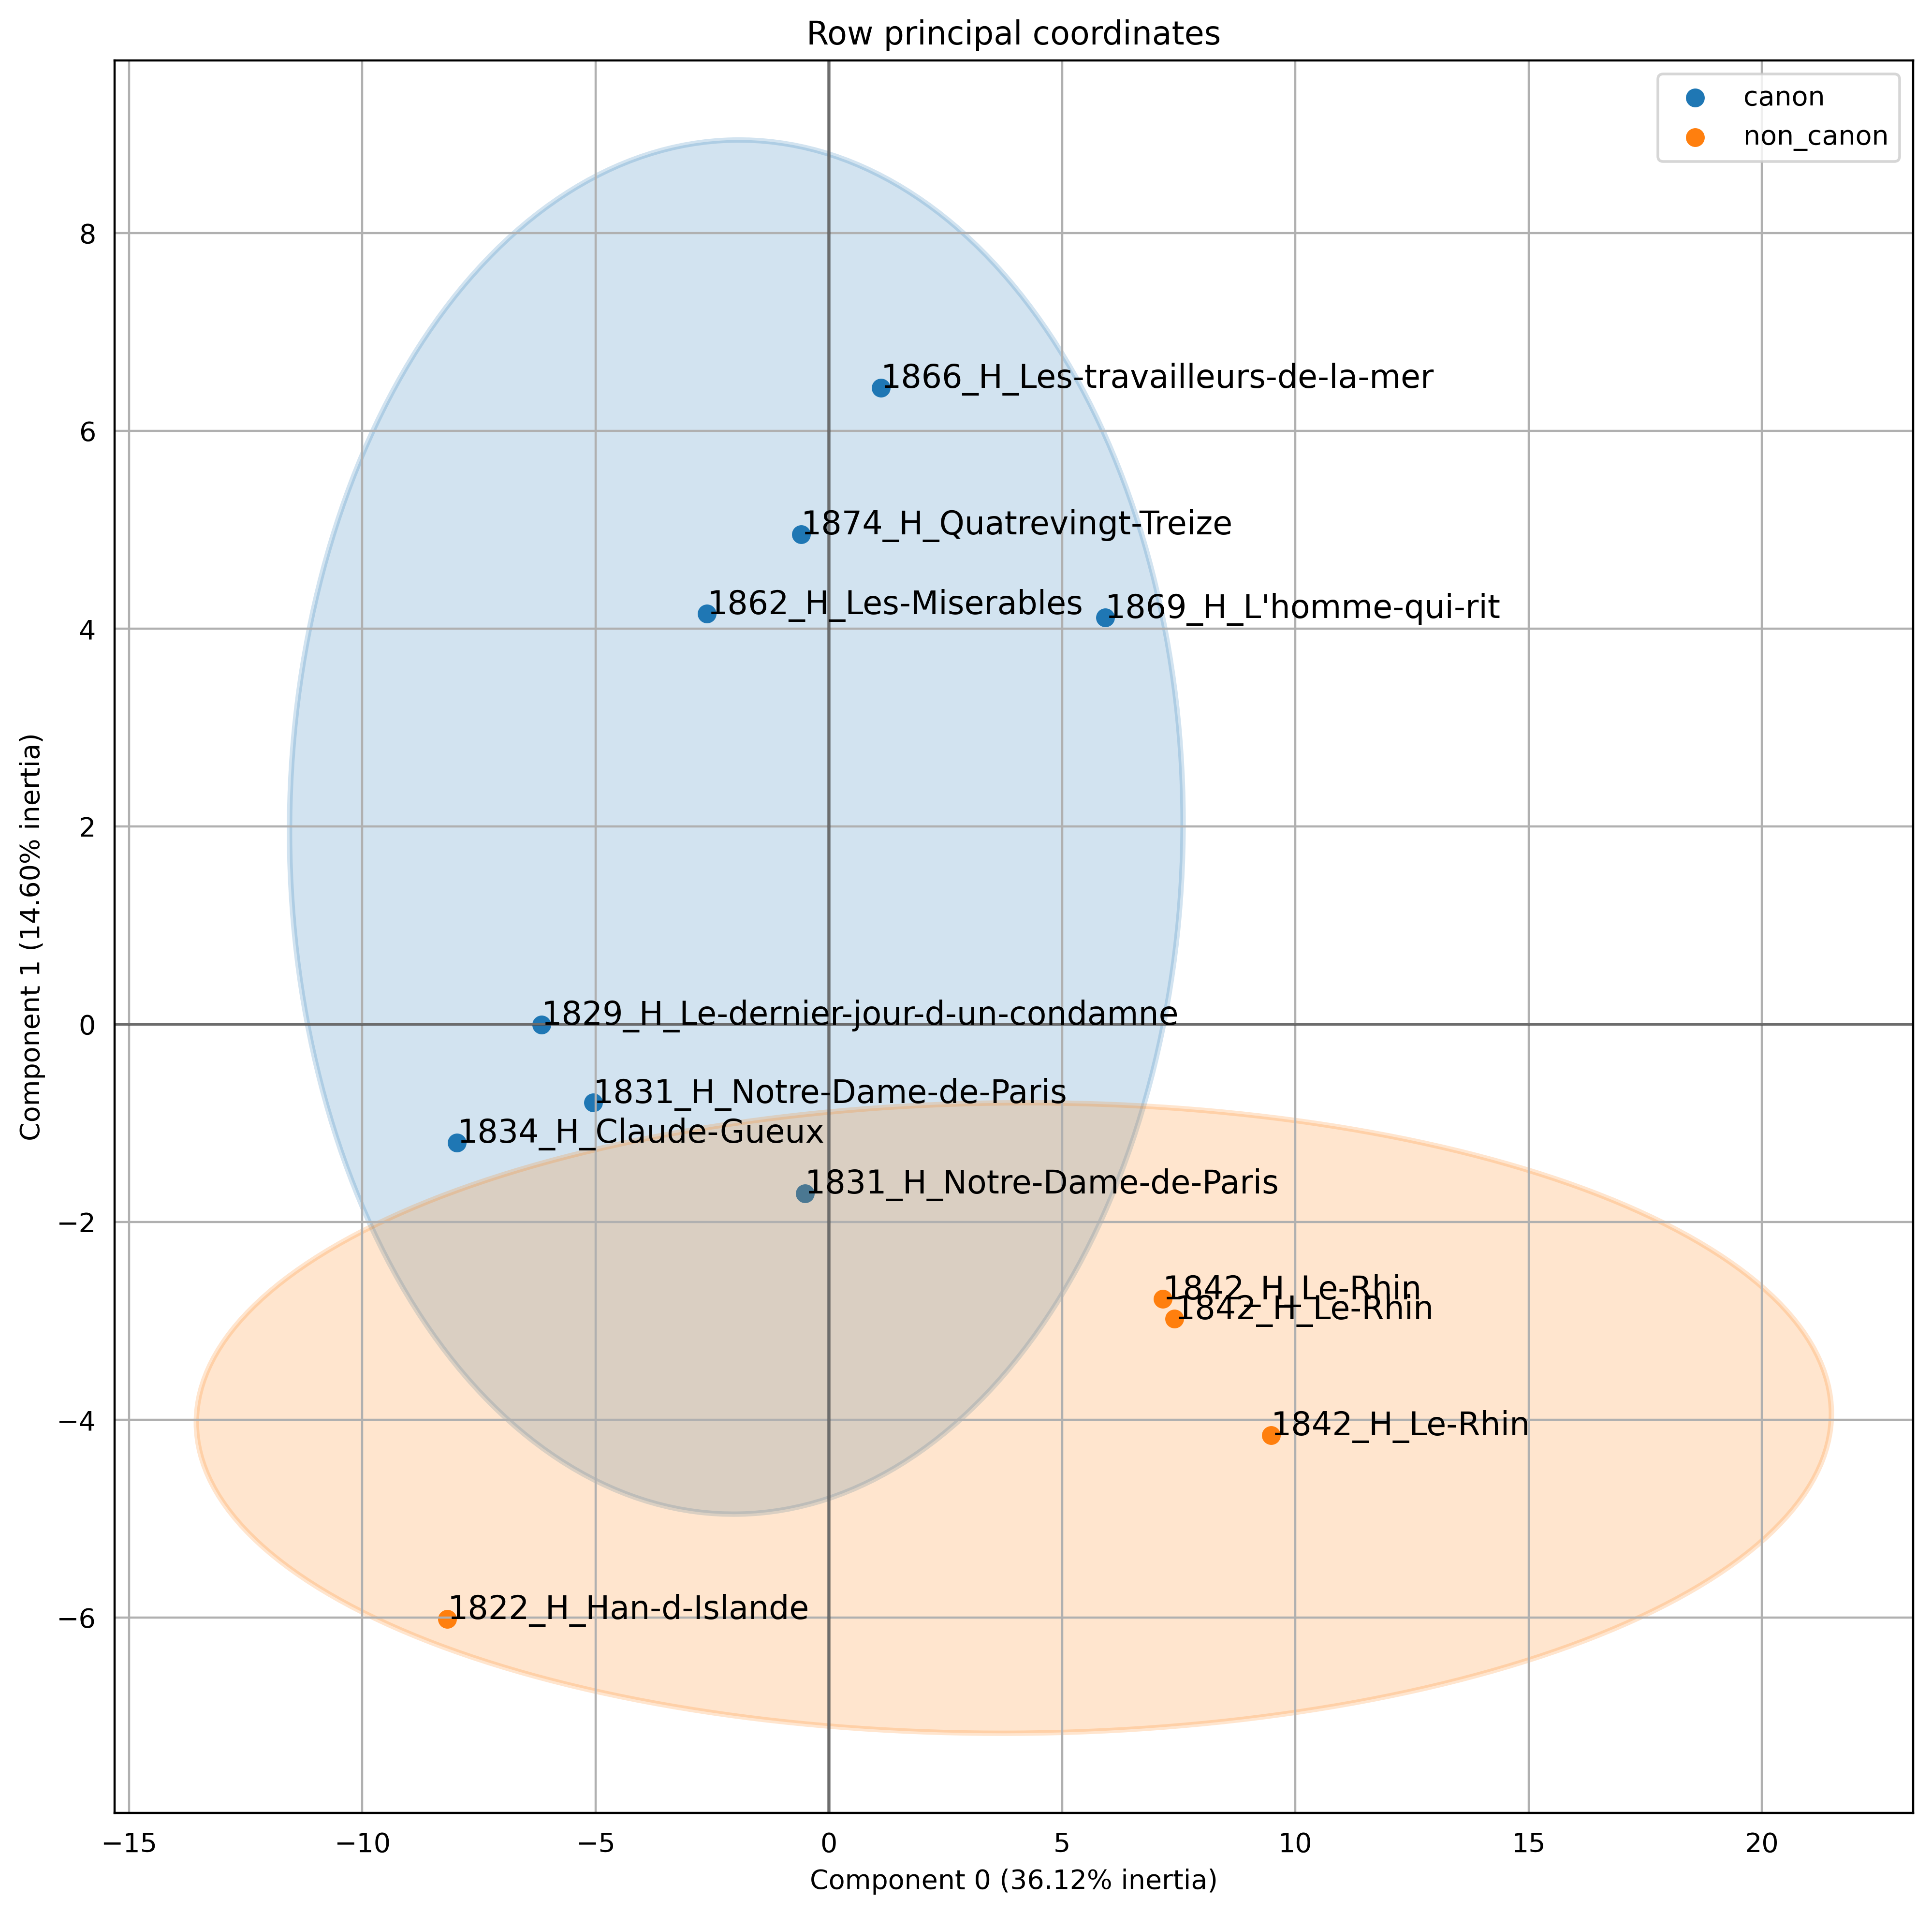 Row principal coordinates
canon
non_canon
8
6
4
2
0
−2
−4
−6
Component 1 (14.60% inertia)
1866_H_Les-travailleurs-de-la-mer
1874_H_Quatrevingt-Treize
1862_H_Les-Miserables
1869_H_L'homme-qui-rit
1829_H_Le-dernier-jour-d-un-condamne
1831_H_Notre-Dame-de-Paris
1834_H_Claude-Gueux
1831_H_Notre-Dame-de-Paris
1842_H_Le-Rhin
1842_H_Le-Rhin
1842_H_Le-Rhin
1822_H_Han-d-Islande
−15 −10 −5 0 5 10 15 20
Component 0 (36.12% inertia)